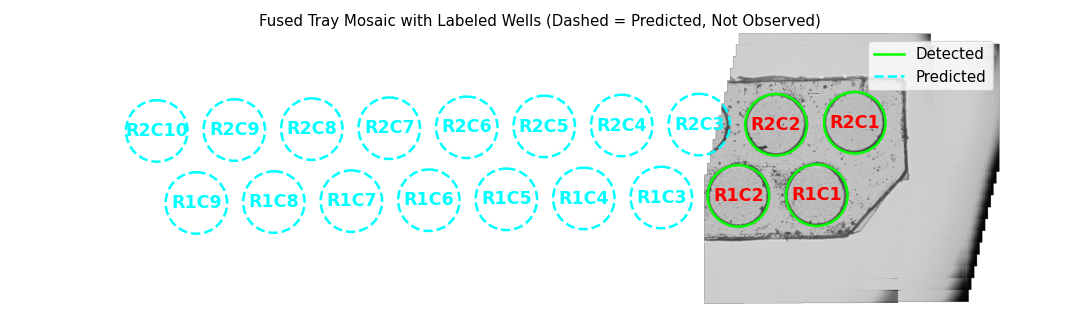 Fused Tray Mosaic with Labeled Wells (Dashed = Predicted, Not Observed)
Detected
Predicted
R2C10 R2C9 R2C8 R2C7 R2C6 R2C5 R2C4 R2C3 R2C2 R2C1
R1C9 R1C8 R1C7 R1C6 R1C5 R1C4 R1C3 R1C2 R1C1